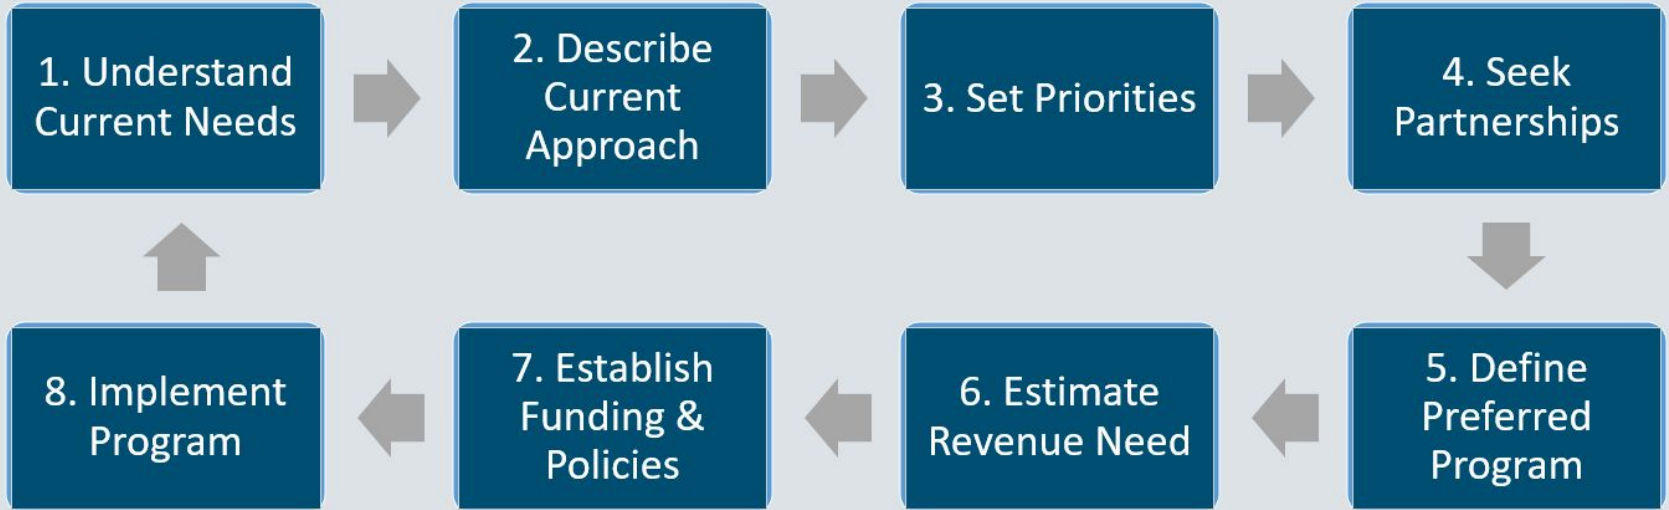 1. Understand
Current Needs
2. Describe
Current
Approach
3. Set Priorities
4. Seek
Partnerships
5. Define
Preferred
Program
6. Estimate
Revenue Need
7. Establish
Funding &
Policies
8. Implement
Program